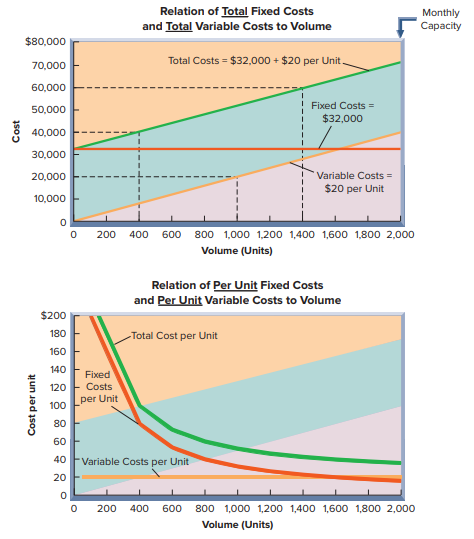 Relation of Total Fixed Costs
and Total Variable Costs to Volume
Monthly
Capacity
Cost
$80,000
70,000
60,000
50,000
40,000
30,000
20,000
10,000
0
Total Costs = $32,000 + $20 per Unit
Fixed Costs =
$32,000
Variable Costs =
$20 per Unit
0 200 400 600 800 1,000 1,200 1,400 1,600 1,800 2,000
Volume (Units)
Relation of Per Unit Fixed Costs
and Per Unit Variable Costs to Volume
Cost per unit
$200
180
160
140
120
100
80
60
40
20
0
Total Cost per Unit
Fixed
Costs
per Unit
Variable Costs per Unit
0 200 400 600 800 1,000 1,200 1,400 1,600 1,800 2,000
Volume (Units)